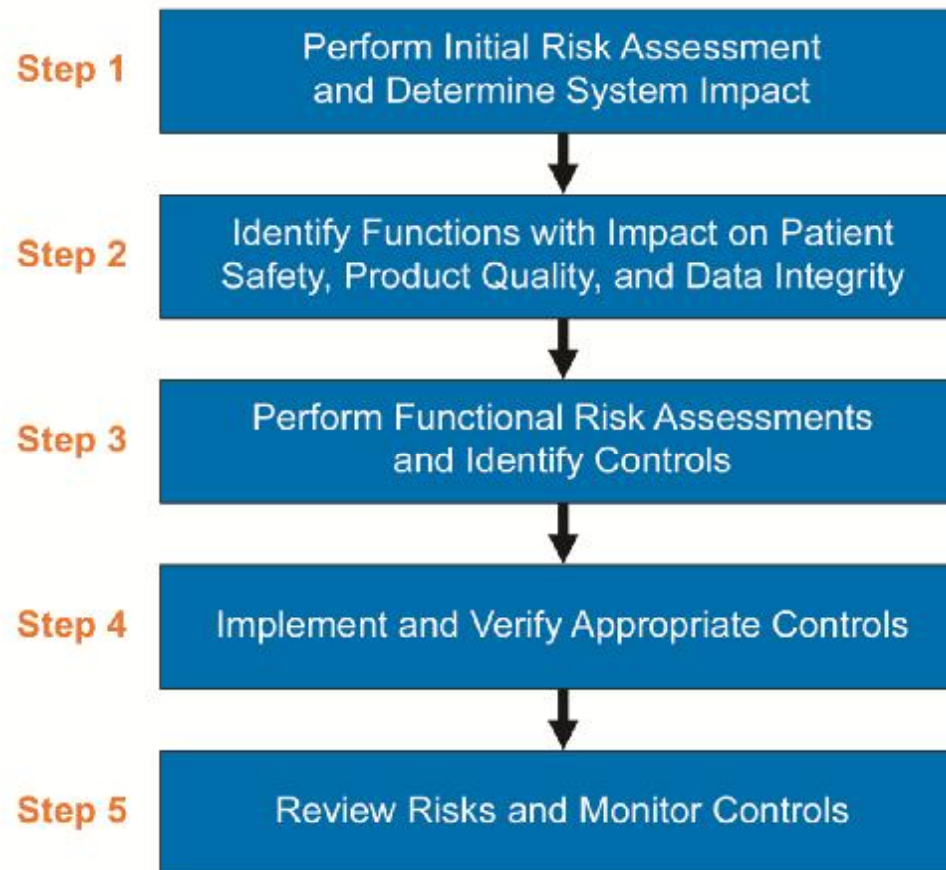 Step 1
Perform Initial Risk Assessment
and Determine System Impact
Step 2
Identify Functions with Impact on Patient
Safety, Product Quality, and Data Integrity
Step 3
Perform Functional Risk Assessments
and Identify Controls
Step 4
Implement and Verify Appropriate Controls
Step 5
Review Risks and Monitor Controls